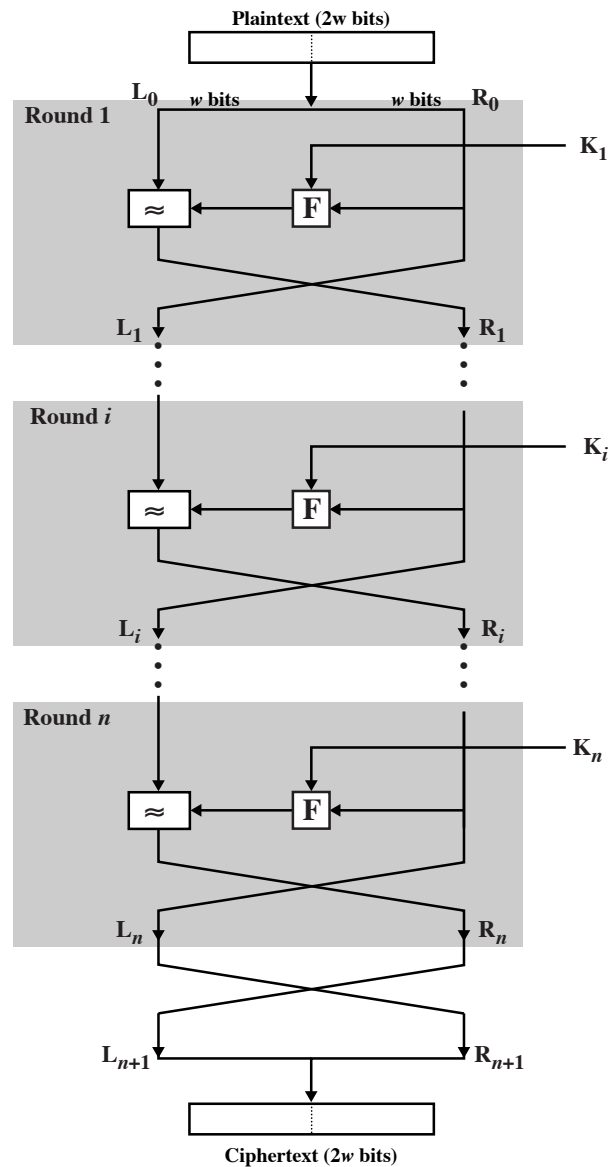 Plaintext (2w bits)
L0 w bits w bits R0
Round 1
K1
≈ F
L1 R1
Round i
Ki
≈ F
Li Ri
Round n
Kn
≈ F
Ln Rn
Ln+1 Rn+1
Ciphertext (2w bits)